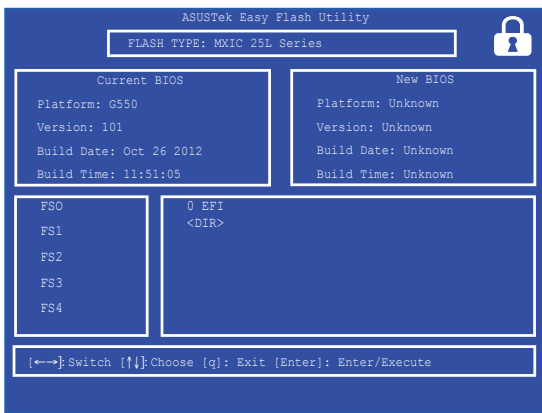 ASUSTek Easy Flash Utility
FLASH TYPE: MXIC 25L Series
Current BIOS
Platform: G550
Version: 101
Build Date: Oct 26 2012
Build Time: 11:51:05
New BIOS
Platform: Unknown
Version: Unknown
Build Date: Unknown
Build Time: Unknown
FSO
FS1
FS2
FS3
FS4
0 EFI
<DIR>
[←→]: Switch [↑↓]: Choose [q]: Exit [Enter]: Enter/Execute